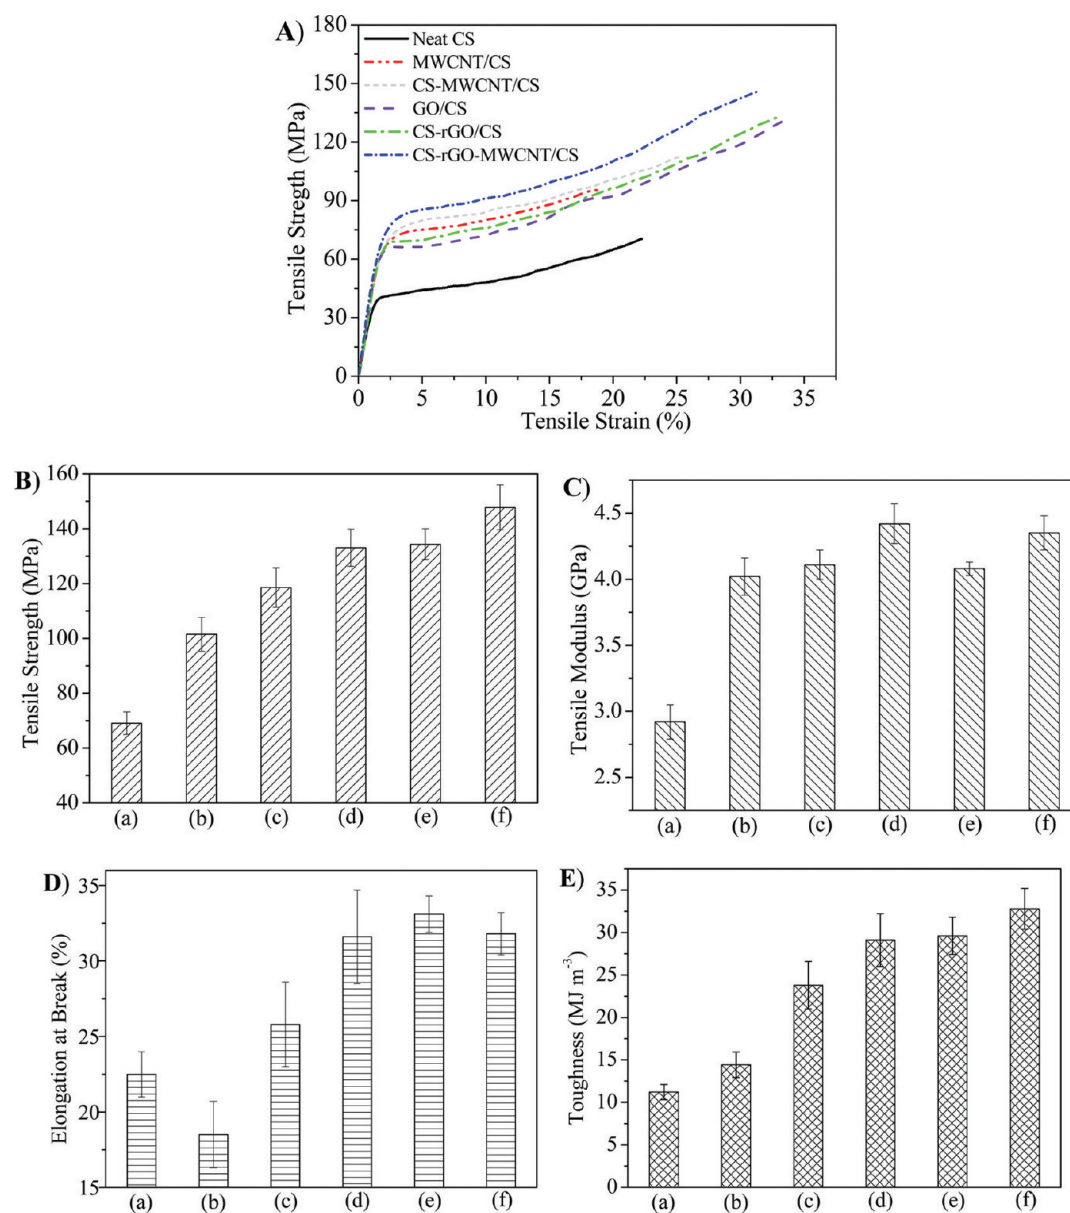 A)
180
150
120
90
60
30
0
Tensile Stregth (MPa)
Neat CS
MWCNT/CS
CS-MWCNT/CS
GO/CS
CS-rGO/CS
CS-rGO-MWCNT/CS
0 5 10 15 20 25 30 35
Tensile Strain (%)
B)
160
140
120
100
80
60
40
Tensile Strength (MPa)
(a) (b) (c) (d) (e) (f)
C)
4.5
4.0
3.0
2.5
Tensile Modulus (GPa)
(a) (b) (c) (d) (e) (f)
D)
35
30
25
20
15
Elongation at Break (%)
(a) (b) (c) (d) (e) (f)
E)
35
30
25
20
15
10
5
0
Toughness (MJ m-3)
(a) (b) (c) (d) (e) (f)